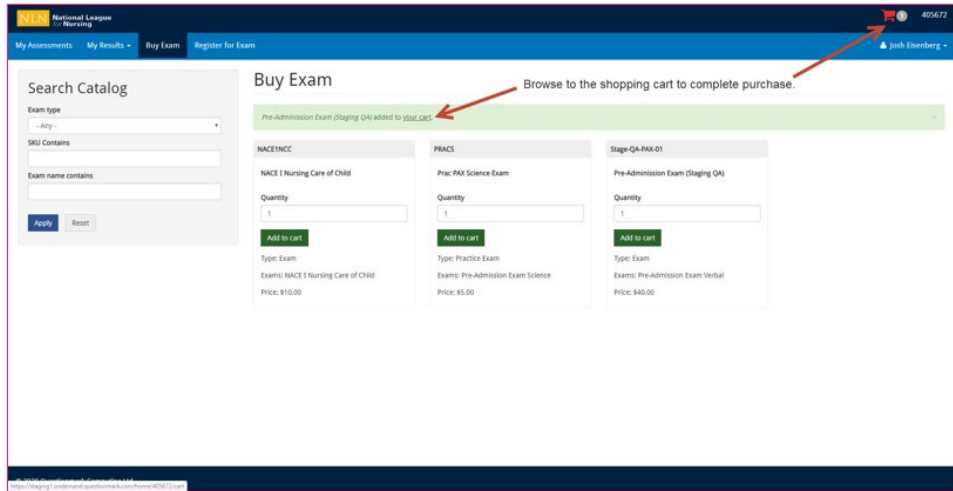 NLN National League
for Nursing
1 405672
My Assessments My Results Buy Exam Register for Exam Josh Eisenberg
Search Catalog
Exam type
- Any -
SKU Contains
Exam name contains
Apply Reset
Buy Exam
Browse to the shopping cart to complete purchase.
Pre-Adminission Exam (Staging QA) added to your cart.
NACE1NCC
NACE I Nursing Care of Child
Quantity
1
Add to cart
Type: Exam
Exams: NACE I Nursing Care of Child
Price: $10.00
PRACS
Prac PAX Science Exam
Quantity
1
Add to cart
Type: Practice Exam
Exams: Pre-Admission Exam Science
Price: $5.00
Stage-QA-PAX-01
Pre-Adminission Exam (Staging QA)
Quantity
1
Add to cart
Type: Exam
Exams: Pre-Admission Exam Verbal
Price: $40.00
https://staging1.ondemand.questionmark.com/home/405672/cart